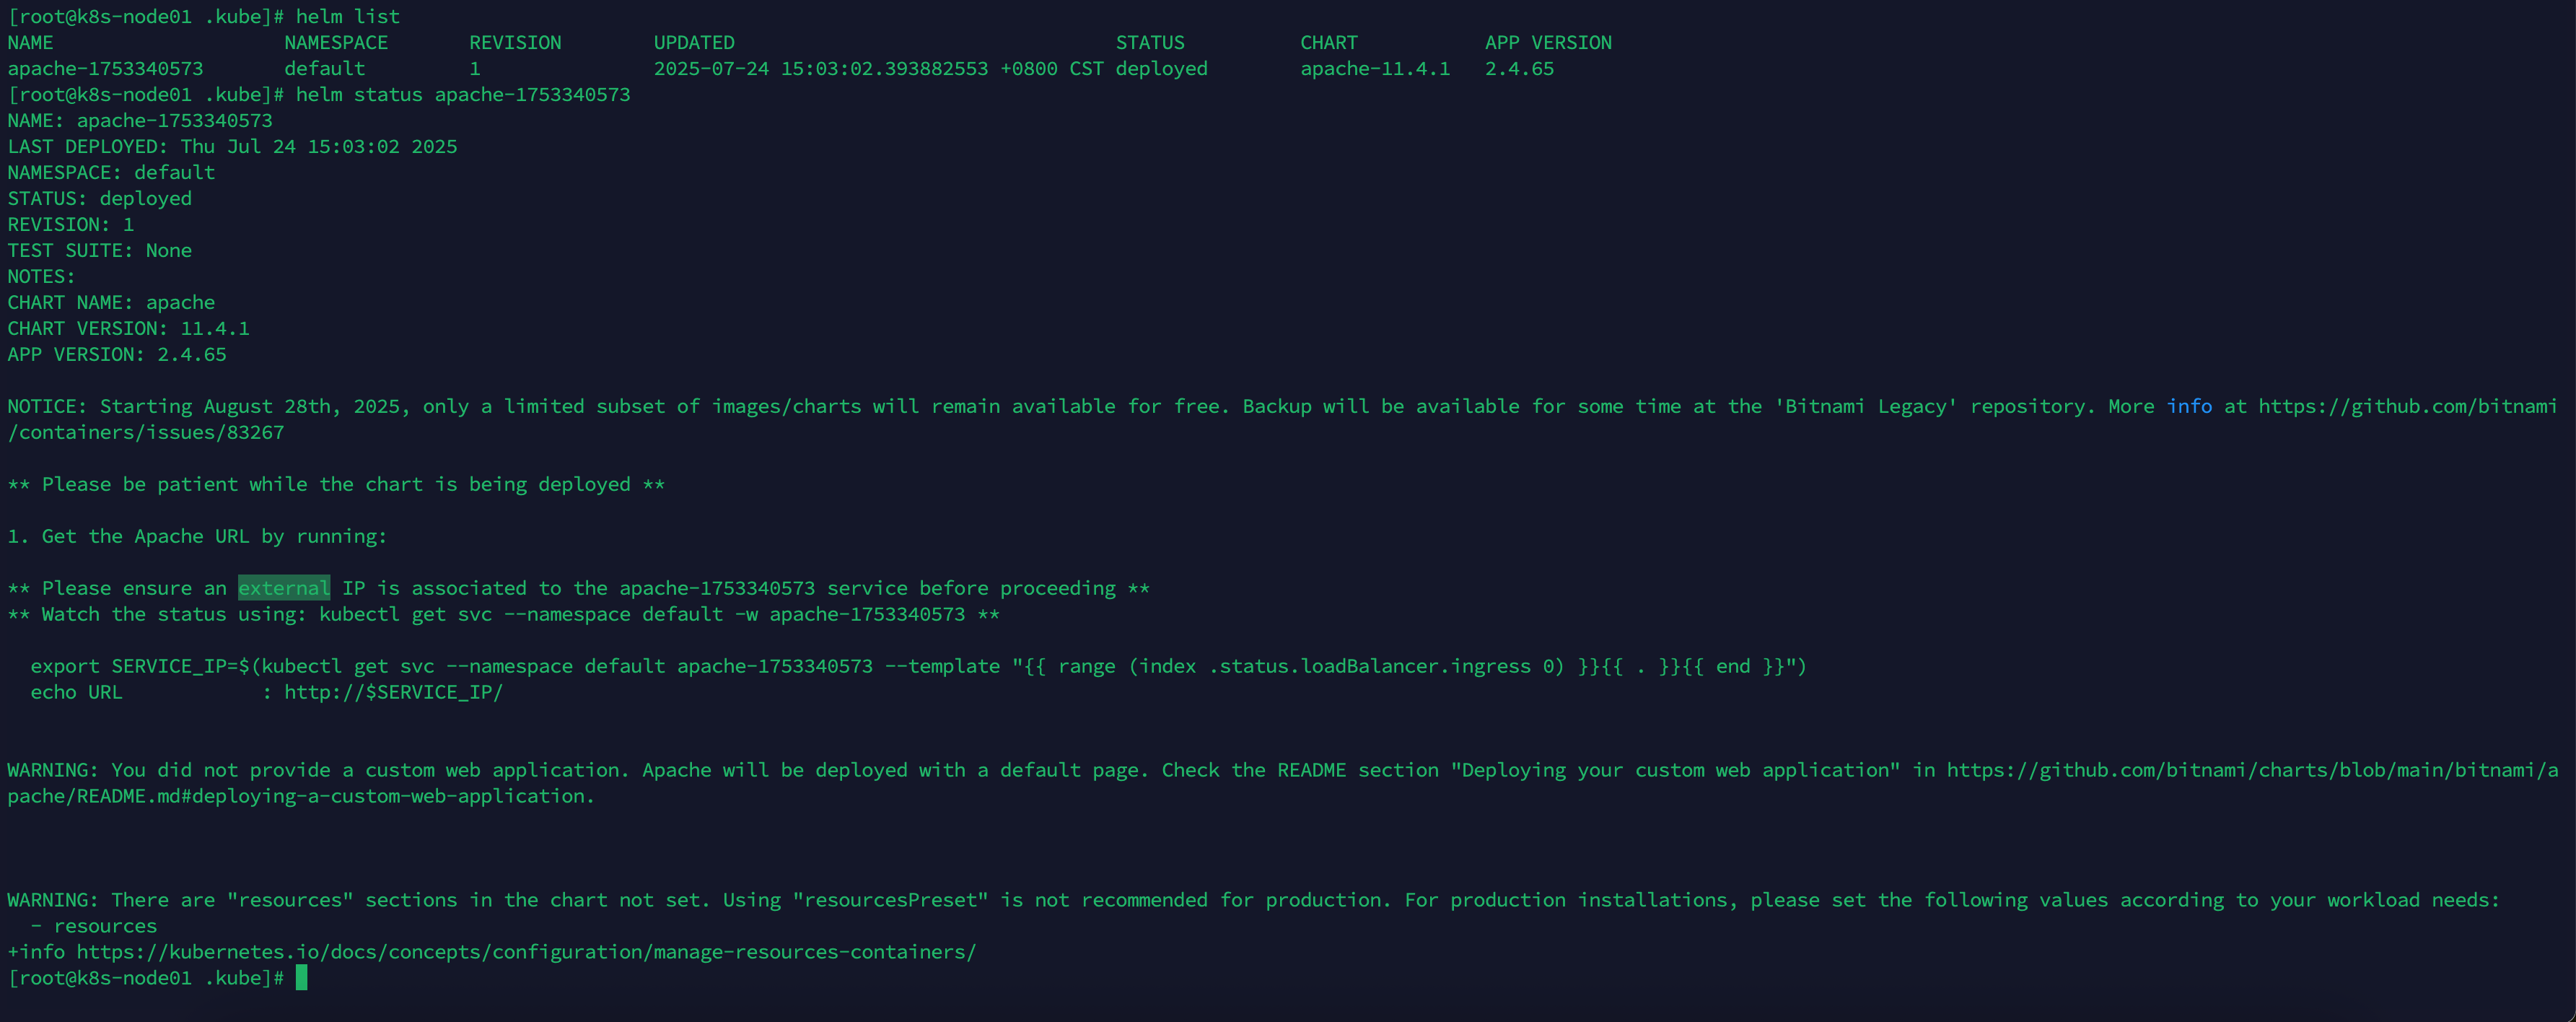 [root@k8s-node01 .kube]# helm list
NAME                    NAMESPACE       REVISION        UPDATED                                 STATUS          CHART           APP VERSION
apache-1753340573       default         1               2025-07-24 15:03:02.393882553 +0800 CST deployed        apache-11.4.1   2.4.65
[root@k8s-node01 .kube]# helm status apache-1753340573
NAME: apache-1753340573
LAST DEPLOYED: Thu Jul 24 15:03:02 2025
NAMESPACE: default
STATUS: deployed
REVISION: 1
TEST SUITE: None
NOTES:
CHART NAME: apache
CHART VERSION: 11.4.1
APP VERSION: 2.4.65
NOTICE: Starting August 28th, 2025, only a limited subset of images/charts will remain available for free. Backup will be available for some time at the 'Bitnami Legacy' repository. More info at https://github.com/bitnami
/containers/issues/83267
** Please be patient while the chart is being deployed **
1. Get the Apache URL by running:
** Please ensure an external IP is associated to the apache-1753340573 service before proceeding **
** Watch the status using: kubectl get svc --namespace default -w apache-1753340573 **
  export SERVICE_IP=$(kubectl get svc --namespace default apache-1753340573 --template "{{ range (index .status.loadBalancer.ingress 0) }}{{ . }}{{ end }}")
  echo URL            : http://$SERVICE_IP/
WARNING: You did not provide a custom web application. Apache will be deployed with a default page. Check the README section "Deploying your custom web application" in https://github.com/bitnami/charts/blob/main/bitnami/a
pache/README.md#deploying-a-custom-web-application.
WARNING: There are "resources" sections in the chart not set. Using "resourcesPreset" is not recommended for production. For production installations, please set the following values according to your workload needs:
  - resources
+info https://kubernetes.io/docs/concepts/configuration/manage-resources-containers/
[root@k8s-node01 .kube]#